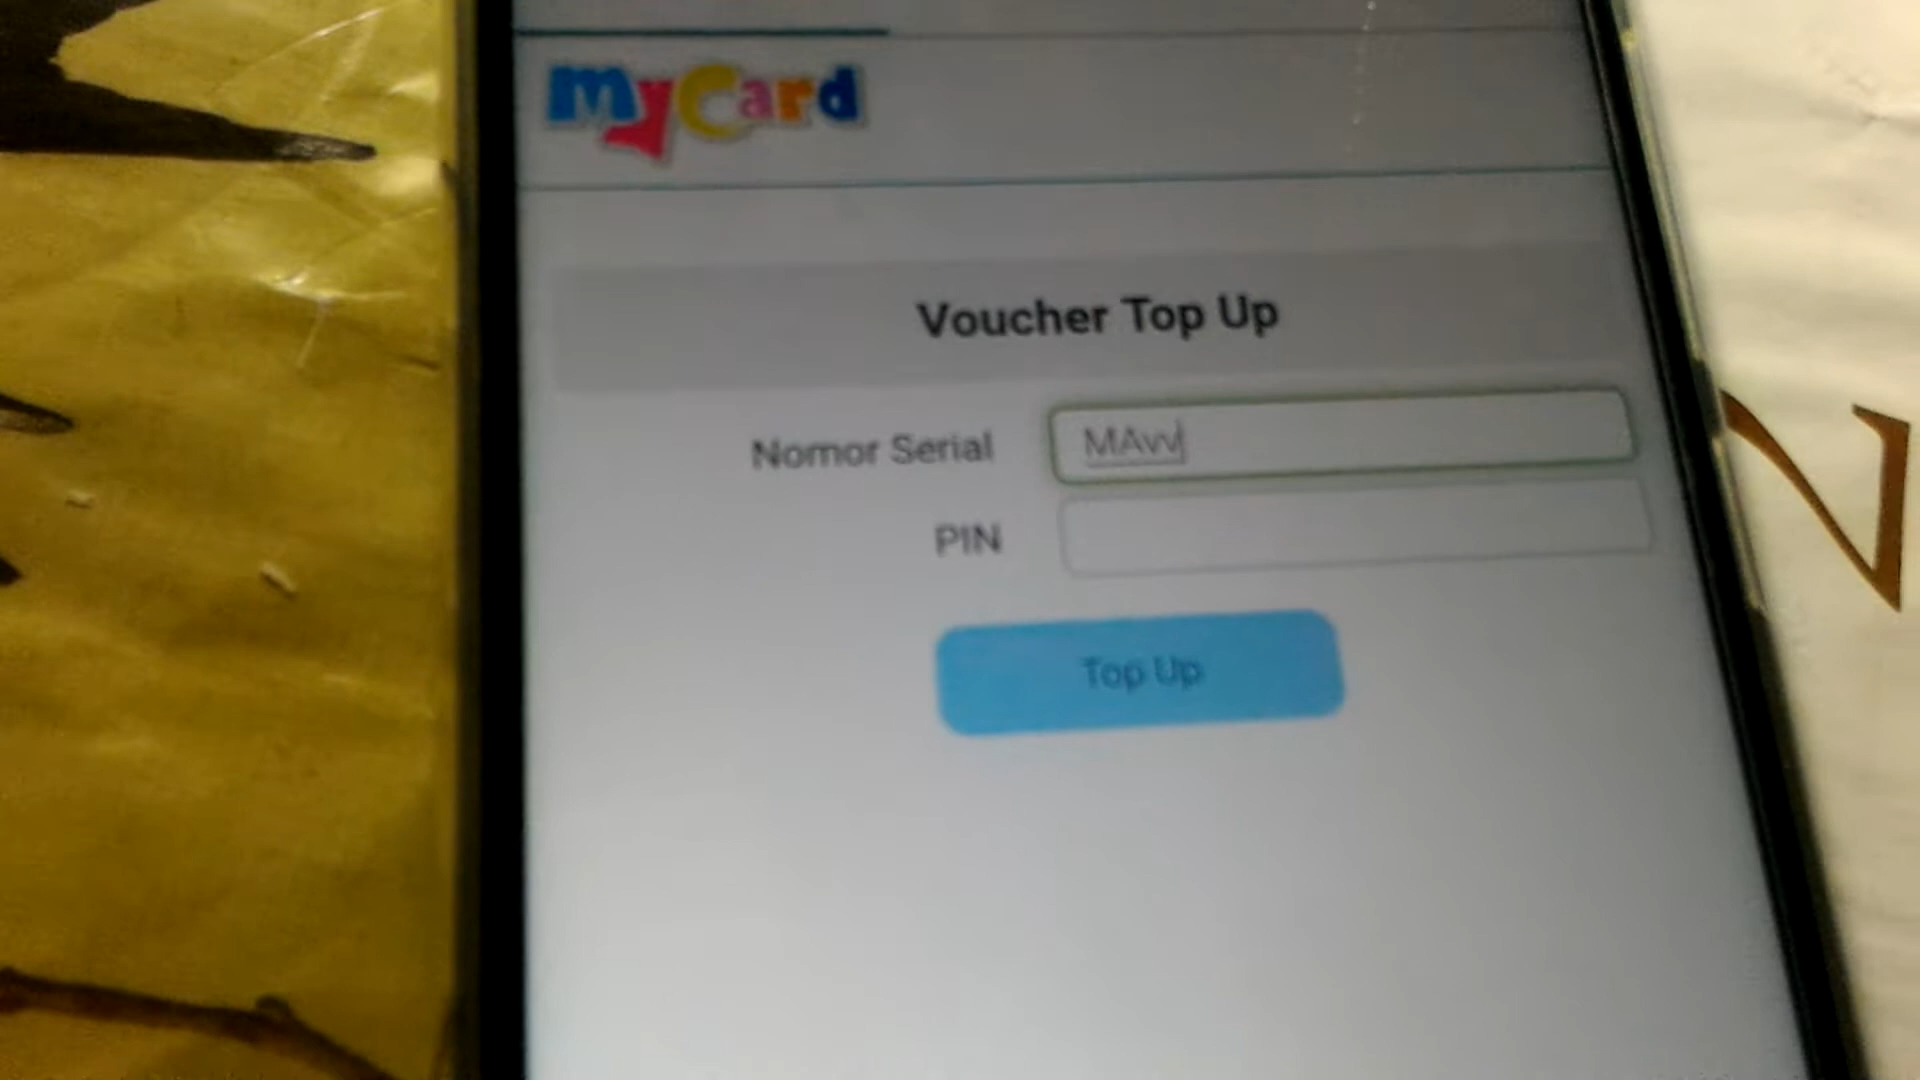 MyCard
Voucher Top Up
Nomor Serial MAvv
PIN
Top Up